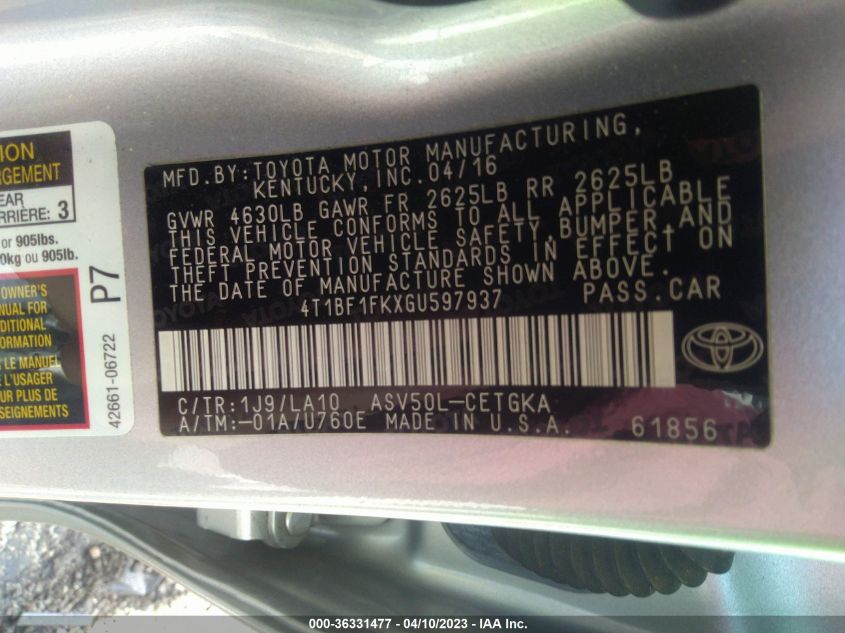 ION
RGEMENT
EAR
RRIÈRE: 3
or 905lbs.
0kg ou 905lb.
OWNER'S
NUAL FOR
DITIONAL
ORMATION
LE MANUEL
E L'USAGER
OUR PLUS
P7
42661-06722
MFD.BY:TOYOTA MOTOR MANUFACTURING,
KENTUCKY,INC.04/16
GVWR 4630LB GAWR FR 2625LB RR 2625LB
THIS VEHICLE CONFORMS TO ALL APPLICABLE
FEDERAL MOTOR VEHICLE SAFETY,BUMPER,AND
THEFT PREVENTION STANDARDS IN EFFECT ON
THE DATE OF MANUFACTURE SHOWN ABOVE.
4T1BF1FKXGU597937 PASS.CAR
C/TR:1J9/LA10 ASV50L-CETGKA
A/TM:-01A/U760E MADE IN U.S.A. 61856
000-36331477 - 04/10/2023 - IAA Inc.